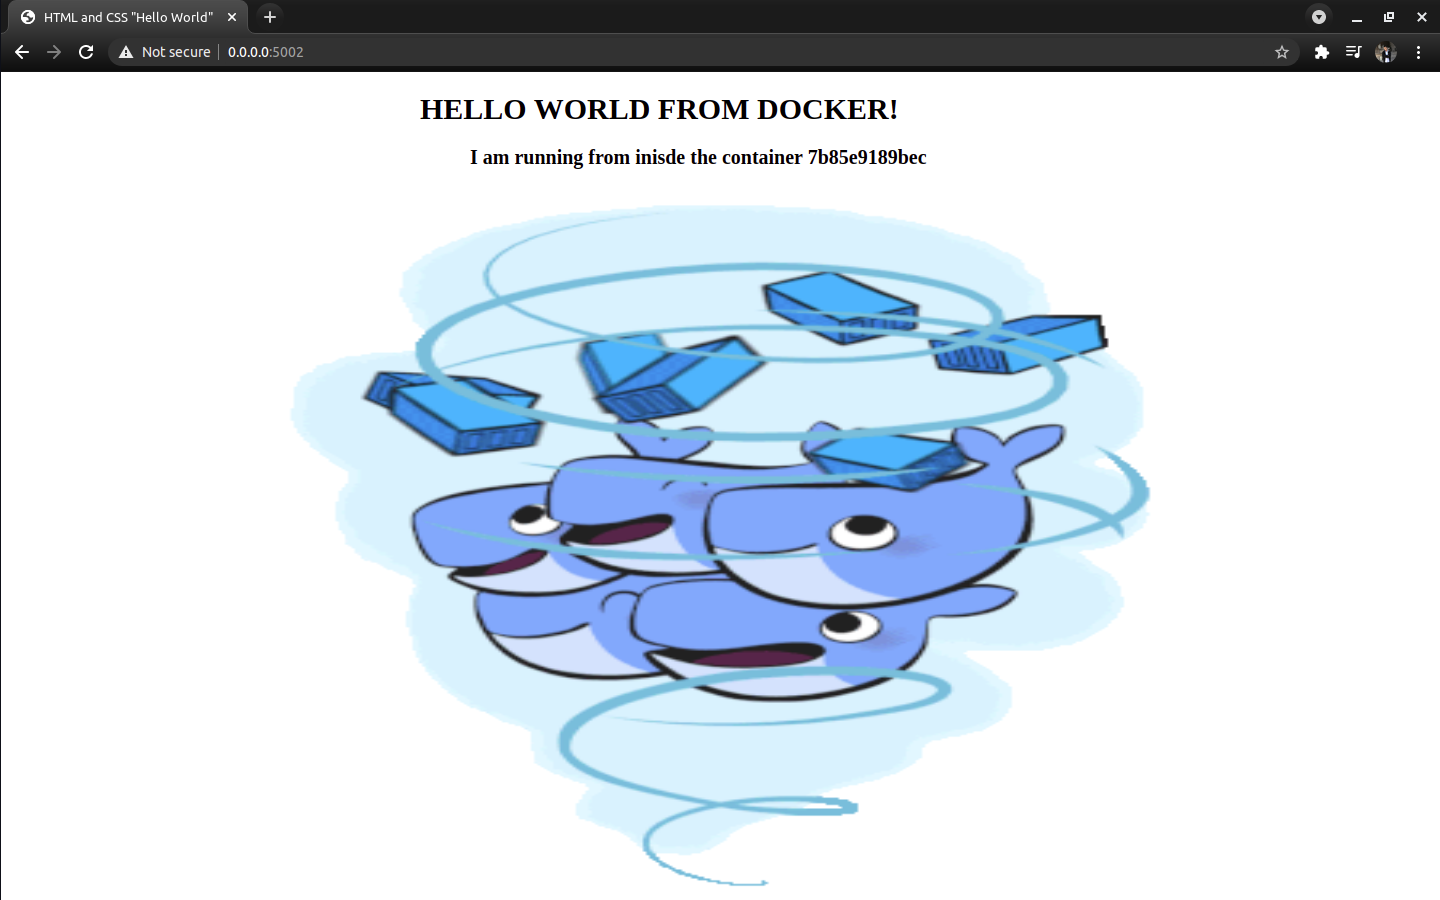 HTML and CSS "Hello World"
Not secure 0.0.0.0:5002
HELLO WORLD FROM DOCKER!
I am running from inisde the container 7b85e9189bec